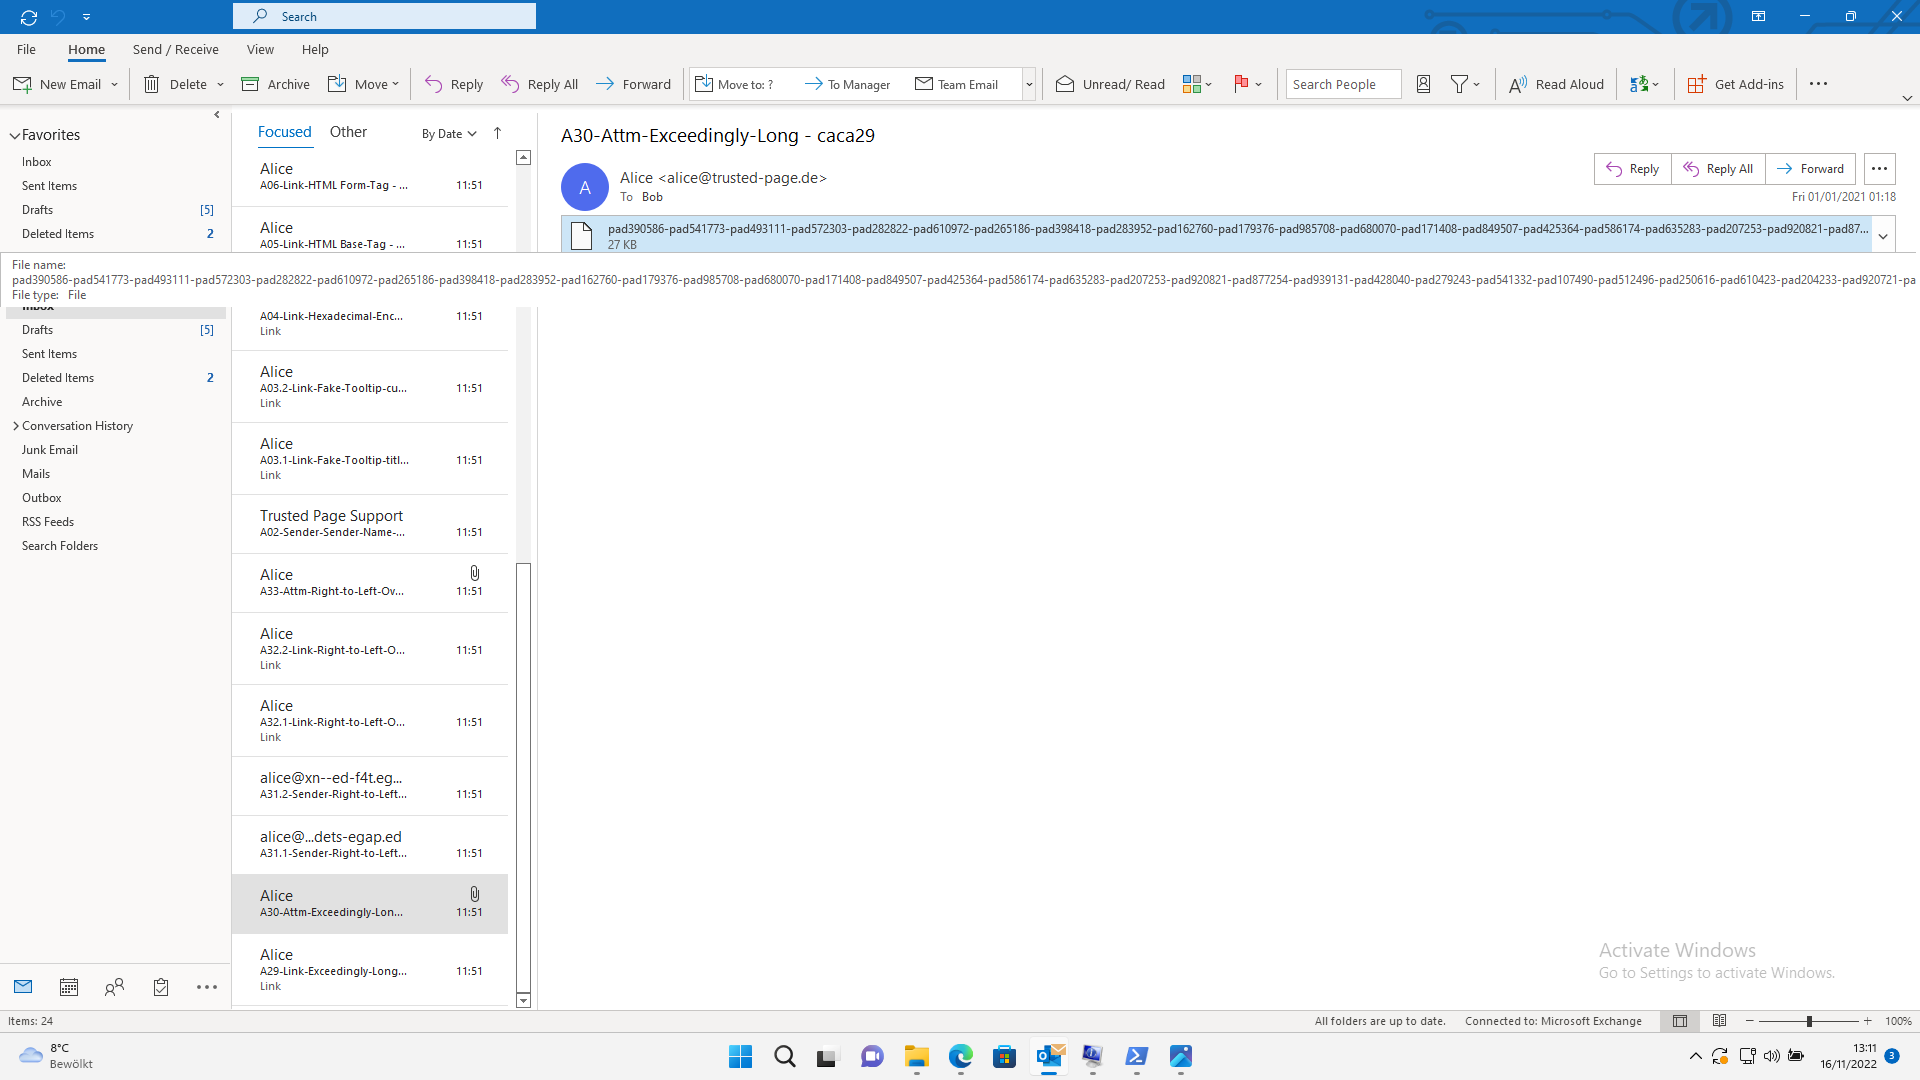 Search
File
Home
Send / Receive
View
Help
New Email
Delete
Archive
Move
Reply
Reply All
Forward
Move to: ?
To Manager
Team Email
Unread/ Read
Search People
Read Aloud
Get Add-ins
Favorites
Inbox
Sent Items
Drafts [5]
Deleted Items 2
Drafts [5]
Sent Items
Deleted Items 2
Archive
Conversation History
Junk Email
Mails
Outbox
RSS Feeds
Search Folders
Focused
Other
By Date
Alice
A06-Link-HTML Form-Tag - ... 11:51
Alice
A05-Link-HTML Base-Tag - ... 11:51
A04-Link-Hexadecimal-Enc... 11:51
Link
Alice
A03.2-Link-Fake-Tooltip-cu... 11:51
Link
Alice
A03.1-Link-Fake-Tooltip-titl... 11:51
Link
Trusted Page Support
A02-Sender-Sender-Name-... 11:51
Alice
A33-Attm-Right-to-Left-Ov... 11:51
Alice
A32.2-Link-Right-to-Left-O... 11:51
Link
Alice
A32.1-Link-Right-to-Left-O... 11:51
Link
alice@xn--ed-f4t.eg...
A31.2-Sender-Right-to-Left... 11:51
alice@...dets-egap.ed
A31.1-Sender-Right-to-Left... 11:51
Alice
A30-Attm-Exceedingly-Lon... 11:51
Alice
A29-Link-Exceedingly-Long... 11:51
Link
A30-Attm-Exceedingly-Long - caca29
A
Alice <alice@trusted-page.de>
To Bob
Reply
Reply All
Forward
Fri 01/01/2021 01:18
pad390586-pad541773-pad493111-pad572303-pad282822-pad610972-pad265186-pad398418-pad283952-pad162760-pad179376-pad985708-pad680070-pad171408-pad849507-pad425364-pad586174-pad635283-pad207253-pad920821-pad87...
27 KB
File name:
pad390586-pad541773-pad493111-pad572303-pad282822-pad610972-pad265186-pad398418-pad283952-pad162760-pad179376-pad985708-pad680070-pad171408-pad849507-pad425364-pad586174-pad635283-pad207253-pad920821-pad877254-pad939131-pad428040-pad279243-pad541332-pad107490-pad512496-pad250616-pad610423-pad204233-pad920721-pa
File type: File
Activate Windows
Go to Settings to activate Windows.
Items: 24
All folders are up to date.
Connected to: Microsoft Exchange
100%
8°C
Bewölkt
13:11
16/11/2022
3